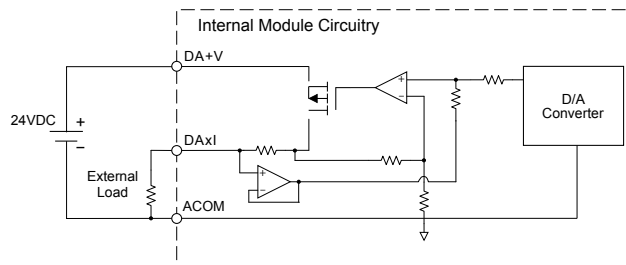 Internal Module Circuitry
DA+V
+
–
D/A
Converter
24VDC
+
–
DAxI
External
Load
+
–
ACOM